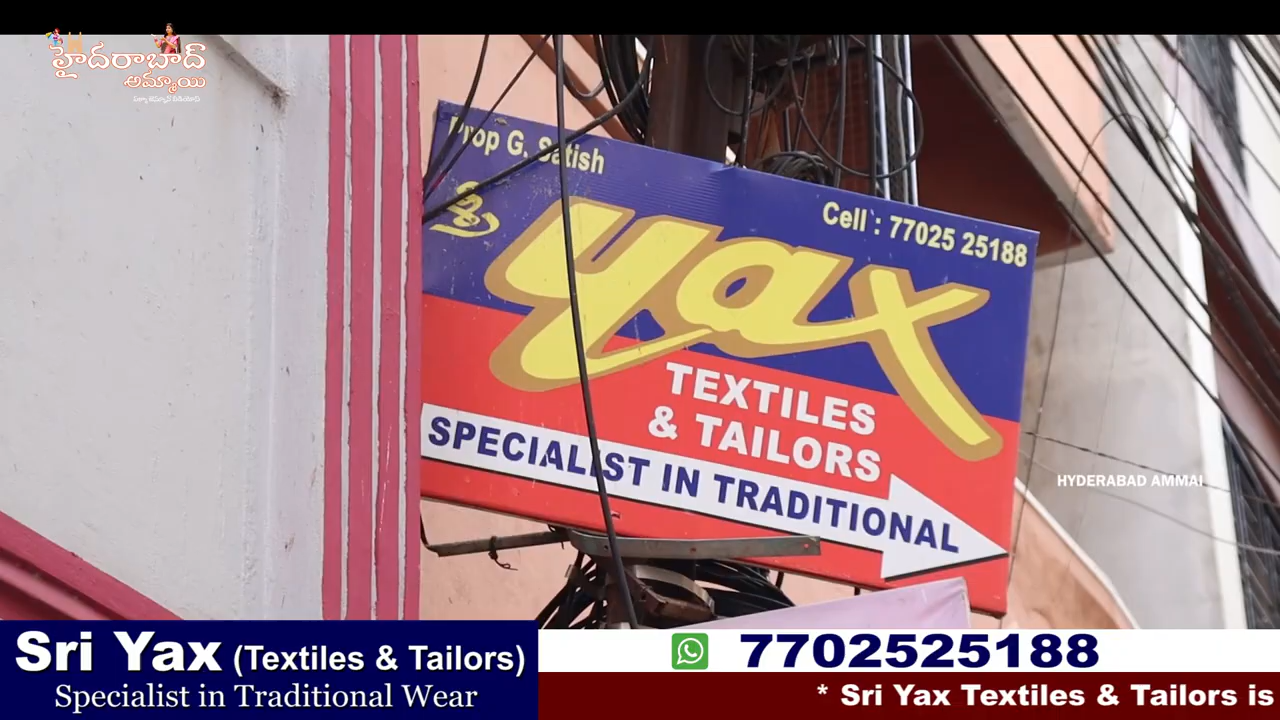 హైదరాబాద్
అమ్మాయి
Prop G. Satish
Cell : 77025 25188
శ్రీ
yax
TEXTILES
& TAILORS
SPECIALIST IN TRADITIONAL
HYDERABAD AMMAI
Sri Yax (Textiles & Tailors)
Specialist in Traditional Wear
7702525188
* Sri Yax Textiles & Tailors is